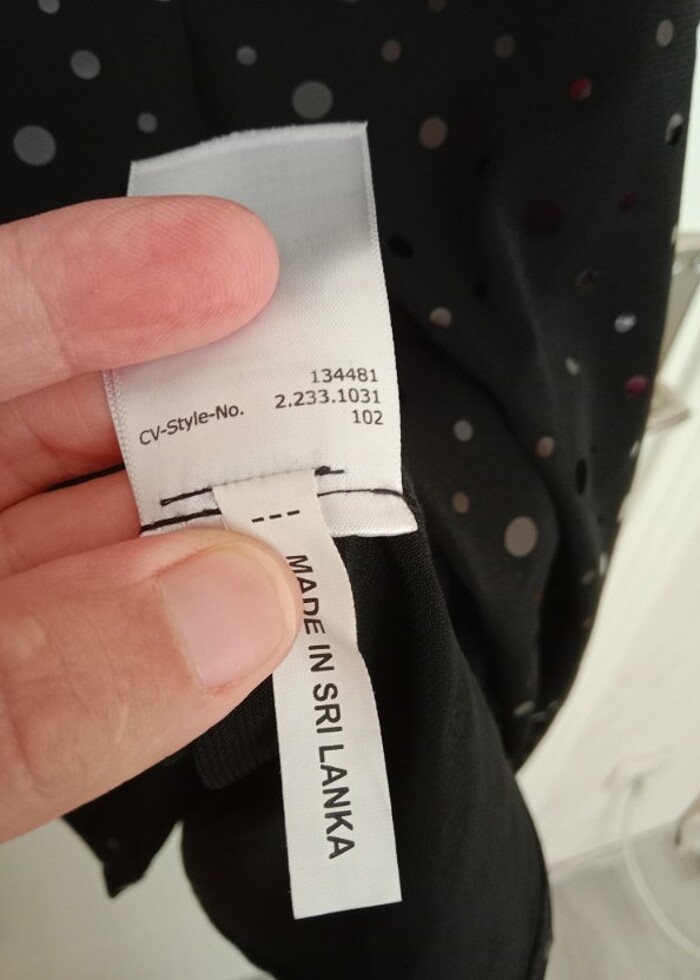 134481
CV-Style-No. 2.233.1031
102
---
MADE IN SRI LANKA